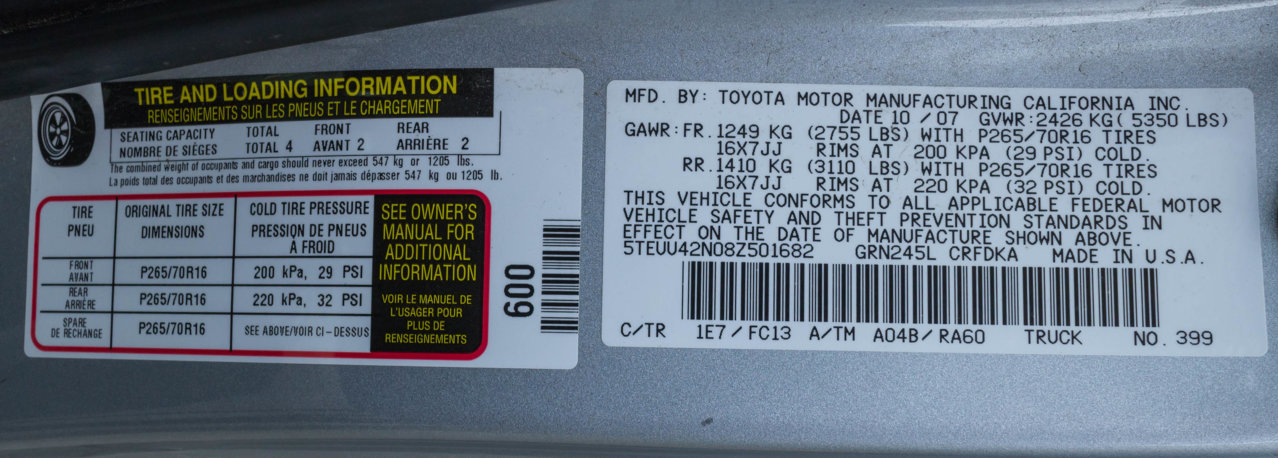 TIRE AND LOADING INFORMATION
RENSEIGNEMENTS SUR LES PNEUS ET LE CHARGEMENT
SEATING CAPACITY TOTAL FRONT REAR
NOMBRE DE SIÈGES TOTAL 4 AVANT 2 ARRIÈRE 2
The combined weight of occupants and cargo should never exceed 547 kg or 1205 lbs.
La poids total des occupants et des marchandises ne doit jamais dépasser 547 kg ou 1205 lb.
TIRE ORIGINAL TIRE SIZE COLD TIRE PRESSURE
PNEU DIMENSIONS PRESSION DE PNEUS
À FROID
FRONT
AVANT P265/70R16 200 kPa, 29 PSI
REAR
ARRIÈRE P265/70R16 220 kPa, 32 PSI
SPARE
DE RECHANGE P265/70R16 SEE ABOVE/VOIR CI-DESSUS
SEE OWNER'S
MANUAL FOR
ADDITIONAL
INFORMATION
VOIR LE MANUEL DE
L'USAGER POUR
PLUS DE
RENSEIGNEMENTS
600
MFD. BY: TOYOTA MOTOR MANUFACTURING CALIFORNIA INC.
DATE 10 / 07 GVWR: 2426 KG ( 5350 LBS)
GAWR: FR. 1249 KG (2755 LBS) WITH P265/70R16 TIRES
16X7JJ RIMS AT 200 KPA (29 PSI) COLD.
RR. 1410 KG (3110 LBS) WITH P265/70R16 TIRES
16X7JJ RIMS AT 220 KPA (32 PSI) COLD.
THIS VEHICLE CONFORMS TO ALL APPLICABLE FEDERAL MOTOR
VEHICLE SAFETY AND THEFT PREVENTION STANDARDS IN
EFFECT ON THE DATE OF MANUFACTURE SHOWN ABOVE.
5TEUU42N08Z501682 GRN245L CRFDKA MADE IN U.S.A.
C/TR 1E7 / FC13 A/TM A04B/ RA60 TRUCK NO. 399